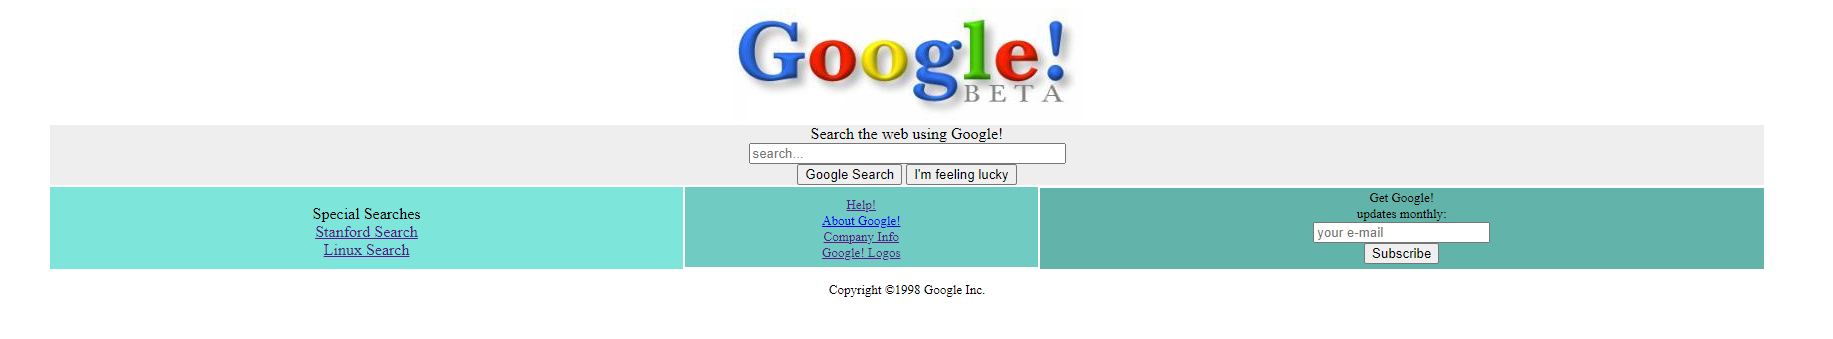 Google!
BETA
Search the web using Google!
search...
Google Search I'm feeling lucky
Special Searches
Stanford Search
Linux Search
Help!
About Google!
Company Info
Google! Logos
Get Google!
updates monthly:
your e-mail
Subscribe
Copyright ©1998 Google Inc.